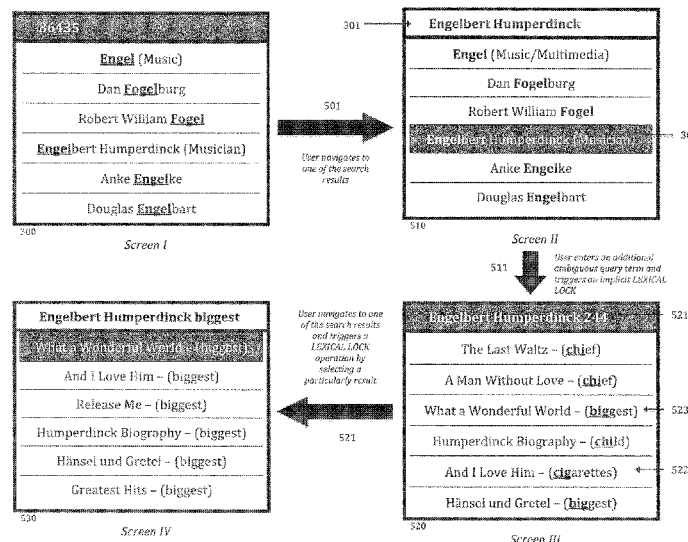 86435
Engel (Music)
Dan Fogelburg
Robert William Fogel
Engelbert Humperdinck (Musician)
Anke Engelke
Douglas Engelbart
300
Screen I
501
User navigates to
one of the search
results
301
Engelbert Humperdinck
Engel (Music/Multimedia)
Dan Fogelburg
Robert William Fogel
Engelbert Humperdinck (Musician)
30
Anke Engelke
Douglas Engelbart
510
Screen II
511
User enters an additional
ambiguous query term and
triggers an implicit LEXICAL
LOCK
Engelbert Humperdinck 244
521
The Last Waltz – (chief)
A Man Without Love – (chief)
What a Wonderful World – (biggest)
523
Humperdinck Biography – (child)
And I Love Him – (cigarettes)
522
Hänsel und Gretel – (biggest)
520
Screen III
User navigates to one
of the search results
and triggers a
LEXICAL LOCK
operation by
selecting a
particularly result
521
Engelbert Humperdinck biggest
What a Wonderful World – (biggest)
And I Love Him – (biggest)
Release Me – (biggest)
Humperdinck Biography – (biggest)
Hänsel und Gretel – (biggest)
Greatest Hits – (biggest)
530
Screen IV